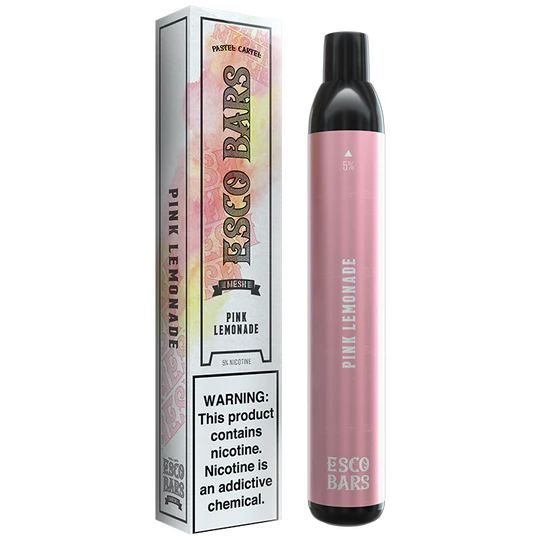 PASTEL CARTEL
ESCO BARS
MESH
PINK
LEMONADE
5% NICOTINE
WARNING:
This product
contains
nicotine.
Nicotine is
an addictive
chemical.
PINK LEMONADE
ESCO
BARS
MESH
5%
PINK LEMONADE
ESCO
BARS